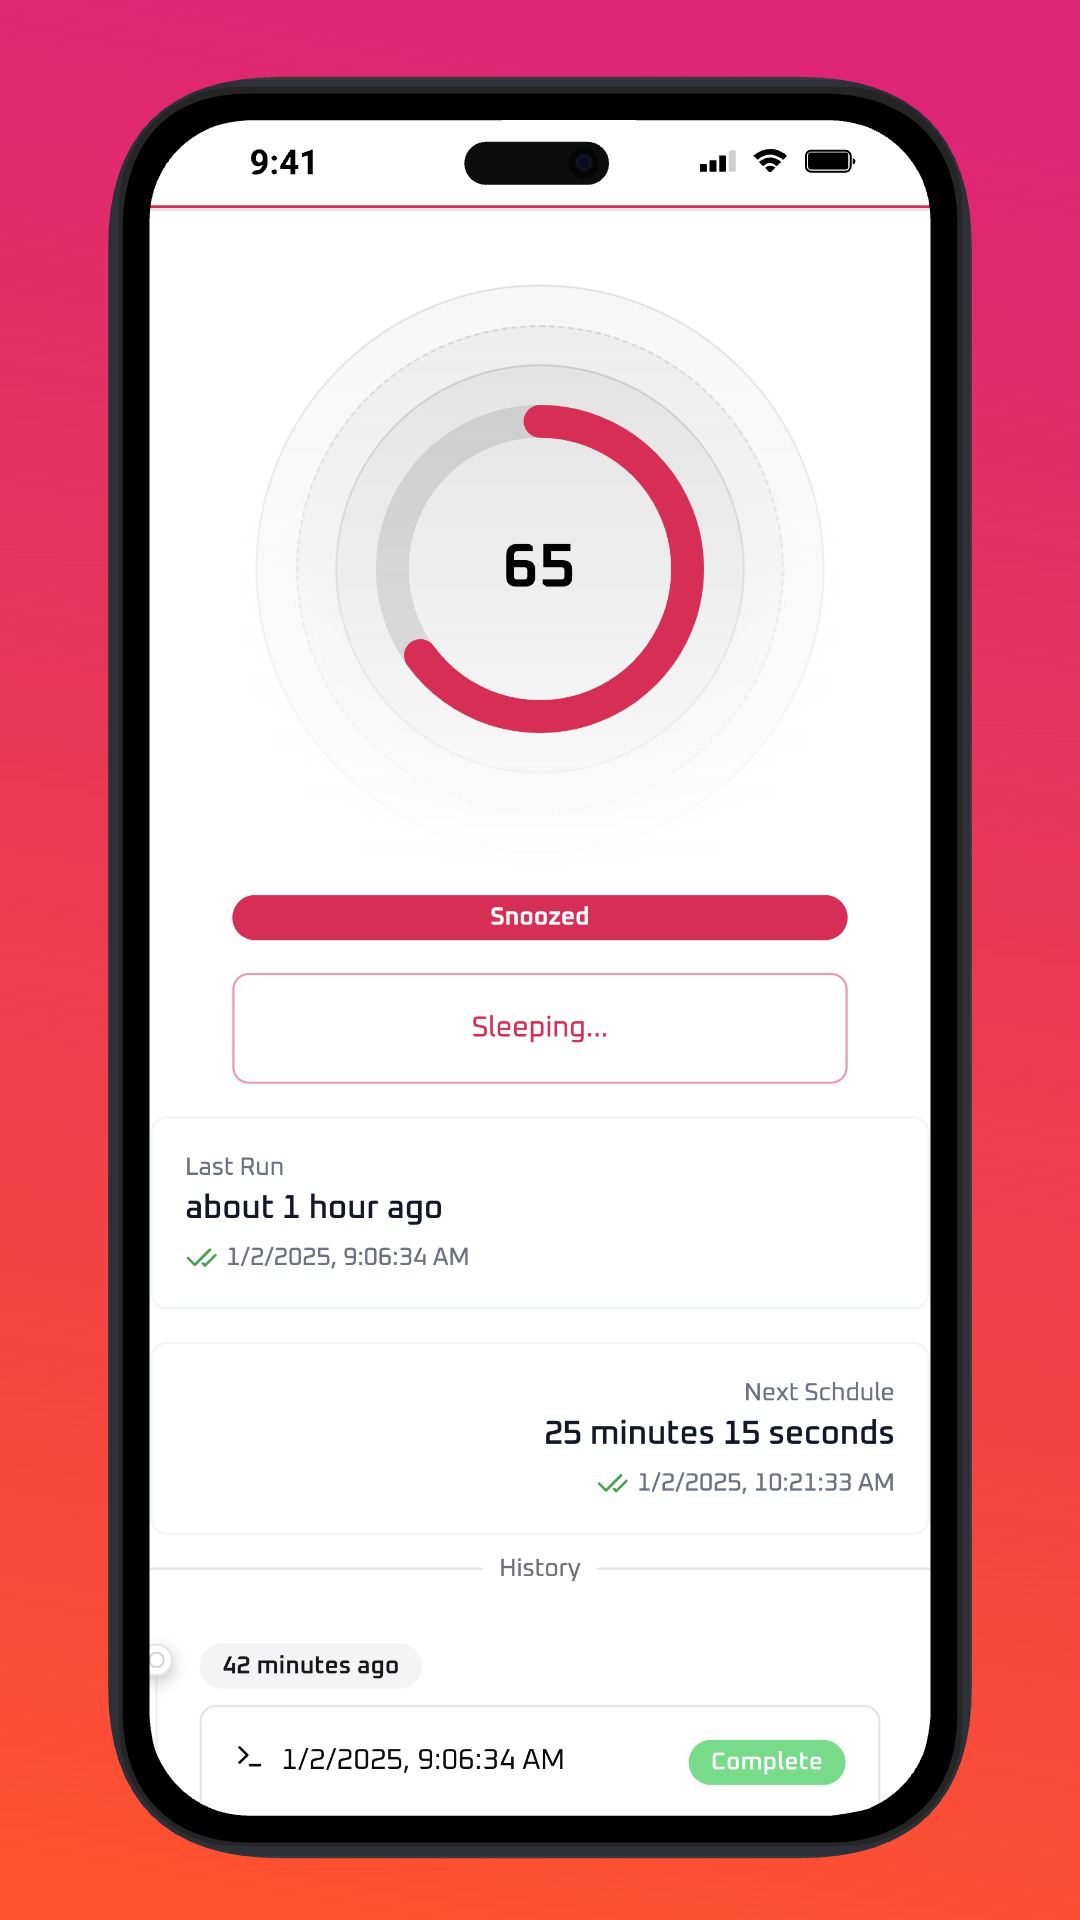 9:41
65
Snoozed
Sleeping...
Last Run
about 1 hour ago
1/2/2025, 9:06:34 AM
Next Schdule
25 minutes 15 seconds
1/2/2025, 10:21:33 AM
History
42 minutes ago
1/2/2025, 9:06:34 AM
Complete